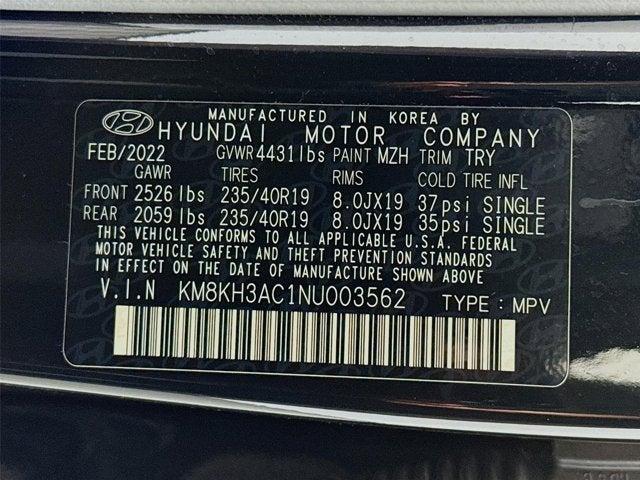 MANUFACTURED IN KOREA BY
HYUNDAI MOTOR COMPANY
FEB/2022 GVWR 4431 lbs PAINT MZH TRIM TRY
GAWR TIRES RIMS COLD TIRE INFL
FRONT 2526 lbs 235/40R19 8.0JX19 37psi SINGLE
REAR 2059 lbs 235/40R19 8.0JX19 35psi SINGLE
THIS VEHICLE CONFORMS TO ALL APPLICABLE U.S.A. FEDERAL
MOTOR VEHICLE SAFETY AND THEFT PREVENTION STANDARDS
IN EFFECT ON THE DATE OF MANUFACTURE SHOWN ABOVE.
V.I.N KM8KH3AC1NU003562 TYPE : MPV